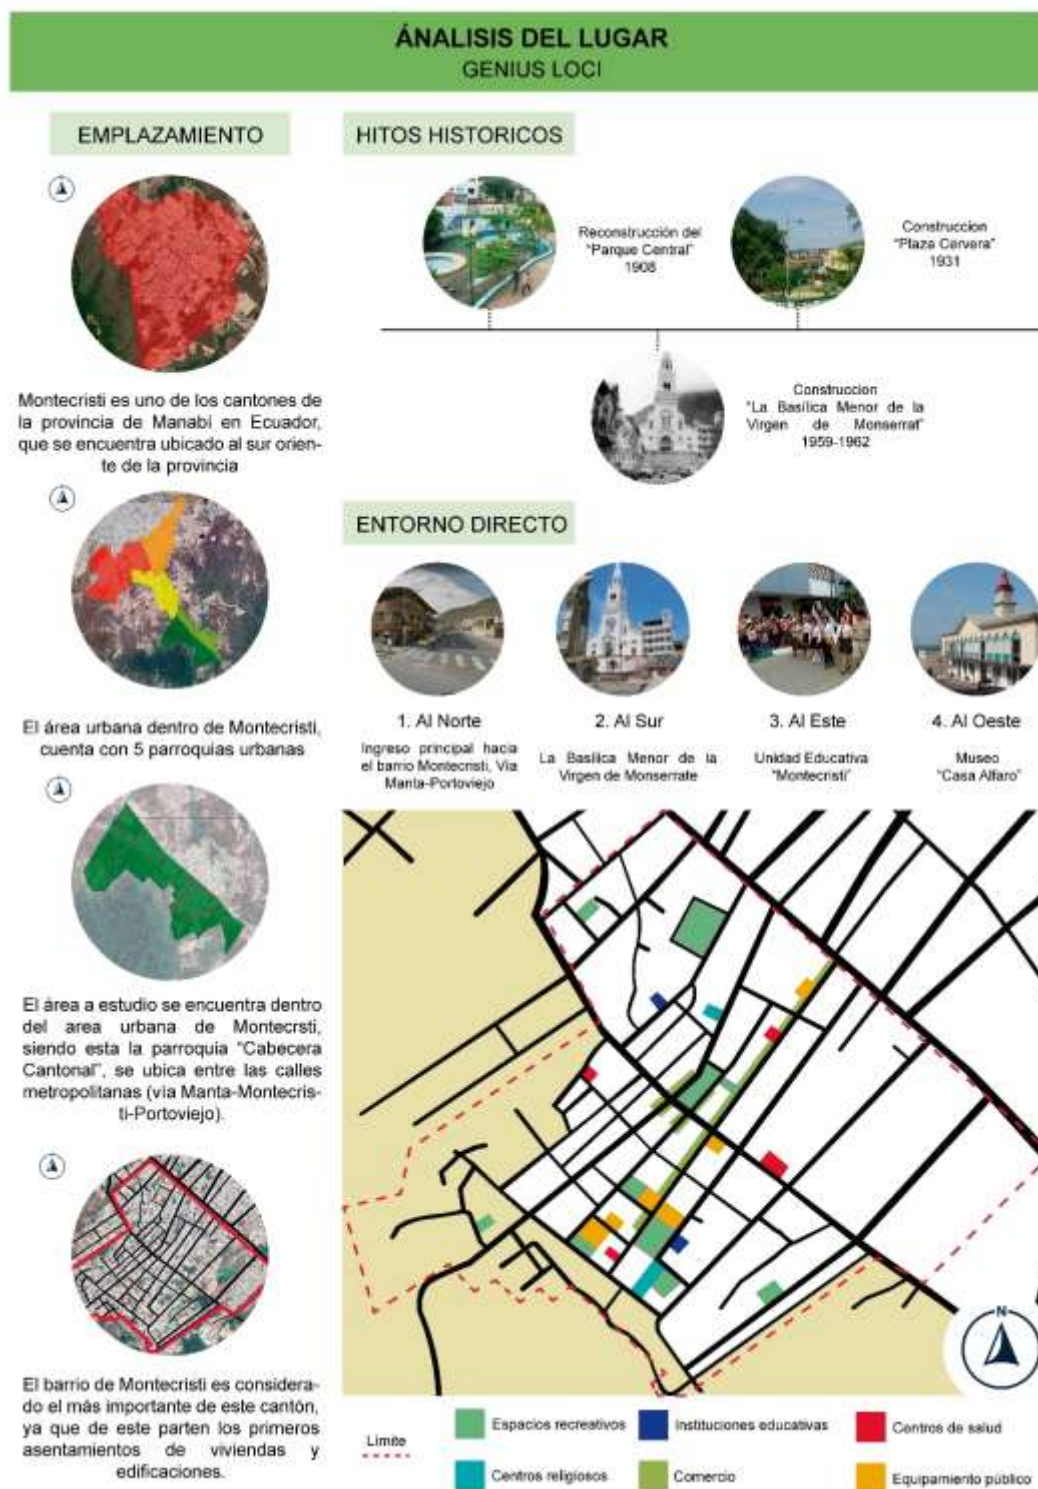 ÁNALISIS DEL LUGAR
GENIUS LOCI
EMPLAZAMIENTO
Montecristi es uno de los cantones de
la provincia de Manabí en Ecuador,
que se encuentra ubicado al sur orien-
te de la provincia
El área urbana dentro de Montecristi,
cuenta con 5 parroquias urbanas
El área a estudio se encuentra dentro
del area urbana de Montecrsti,
siendo esta la parroquia "Cabecera
Cantonal", se ubica entre las calles
metropolitanas (vía Manta-Montecris-
ti-Portoviejo).
El barrio de Montecristi es considera-
do el más importante de este cantón,
ya que de este parten los primeros
asentamientos de viviendas y
edificaciones.
HITOS HISTORICOS
Reconstrucción del
"Parque Central"
1908
Construccion
"Plaza Cervera"
1931
Construccion
"La Basílica Menor de la
Virgen de Monserrat"
1959-1962
ENTORNO DIRECTO
1. Al Norte
Ingreso principal hacia
el barrio Montecristi, Vía
Manta-Portoviejo
2. Al Sur
La Basílica Menor de la
Virgen de Monserrate
3. Al Este
Unidad Educativa
"Montecristi"
4. Al Oeste
Museo
"Casa Alfaro"
N
Límite
Espacios recreativos
Instituciones educativas
Centros de salud
Centros religiosos
Comercio
Equipamiento público